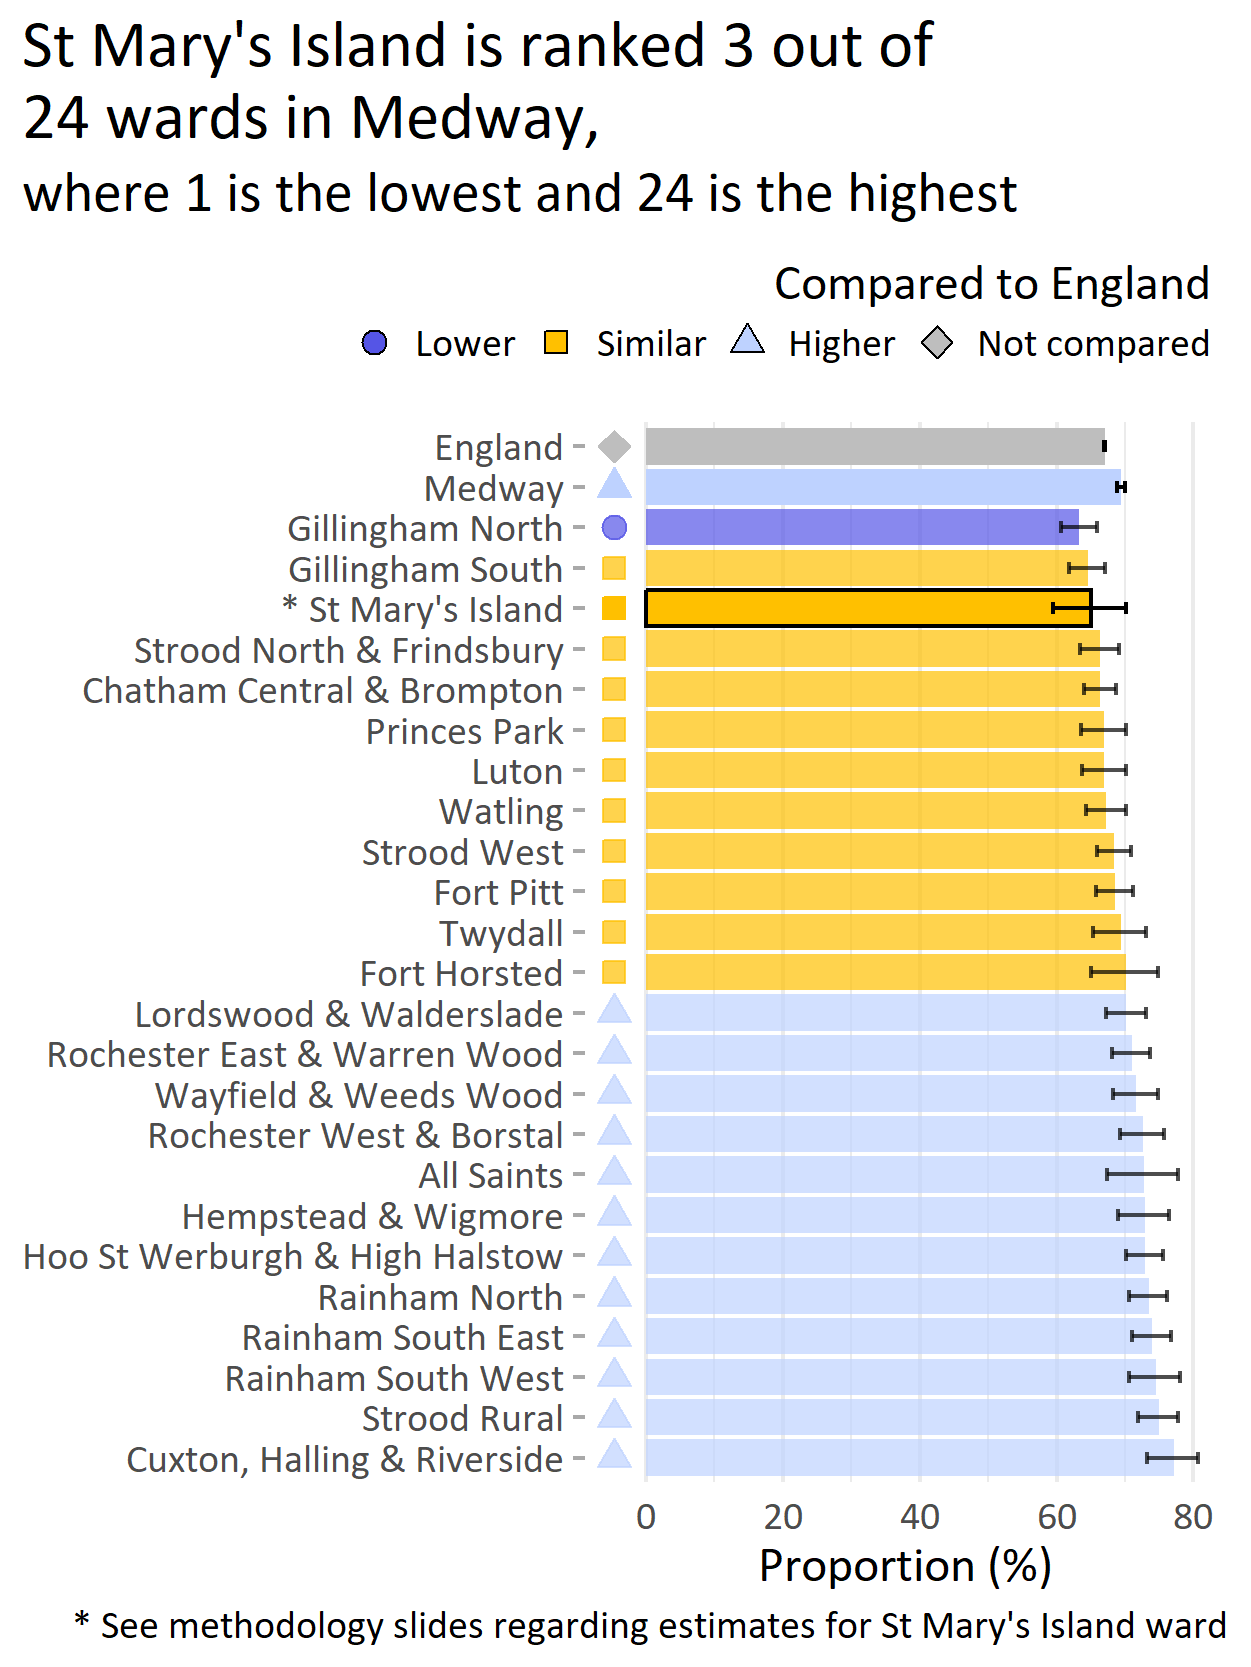 St Mary's Island is ranked 3 out of
24 wards in Medway,
where 1 is the lowest and 24 is the highest
Compared to England
Lower Similar Higher Not compared
England
Medway
Gillingham North
Gillingham South
* St Mary's Island
Strood North & Frindsbury
Chatham Central & Brompton
Princes Park
Luton
Watling
Strood West
Fort Pitt
Twydall
Fort Horsted
Lordswood & Walderslade
Rochester East & Warren Wood
Wayfield & Weeds Wood
Rochester West & Borstal
All Saints
Hempstead & Wigmore
Hoo St Werburgh & High Halstow
Rainham North
Rainham South East
Rainham South West
Strood Rural
Cuxton, Halling & Riverside
0 20 40 60 80
Proportion (%)
* See methodology slides regarding estimates for St Mary's Island ward